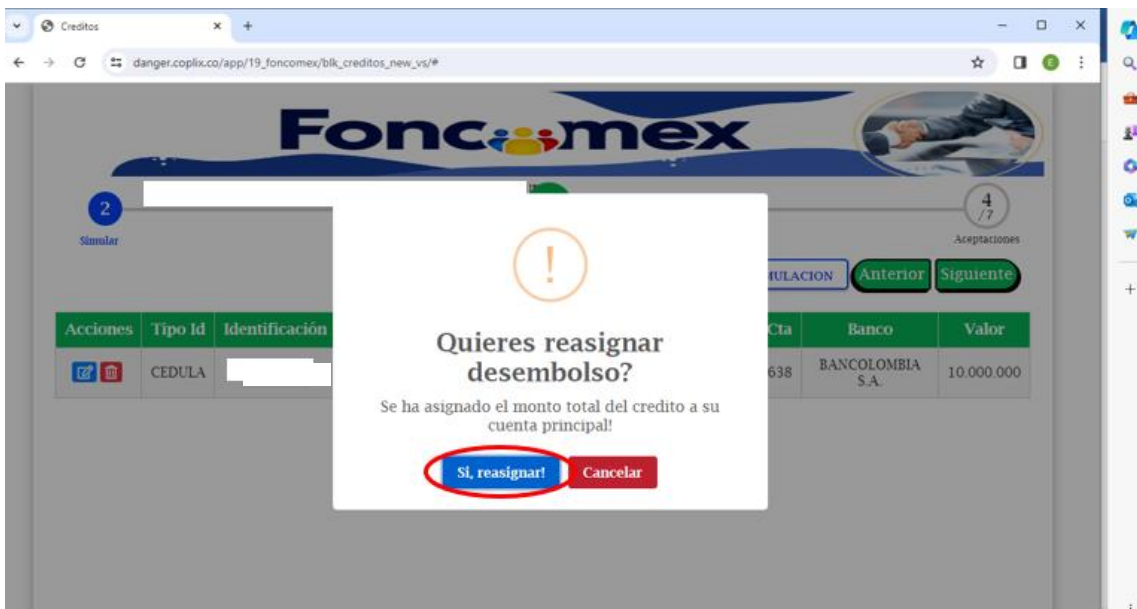 Creditos
danger.coplix.co/app/19_foncomex/blk_creditos_new_vs/#
E
Foncomex
2
Simular
4
/7
Aceptaciones
Anterior
Siguiente
Acciones Tipo Id Identificación Cta Banco Valor
CEDULA 638 BANCOLOMBIA
S.A. 10.000.000
!
Quieres reasignar
desembolso?
Se ha asignado el monto total del credito a su
cuenta principal!
Si, reasignar! Cancelar